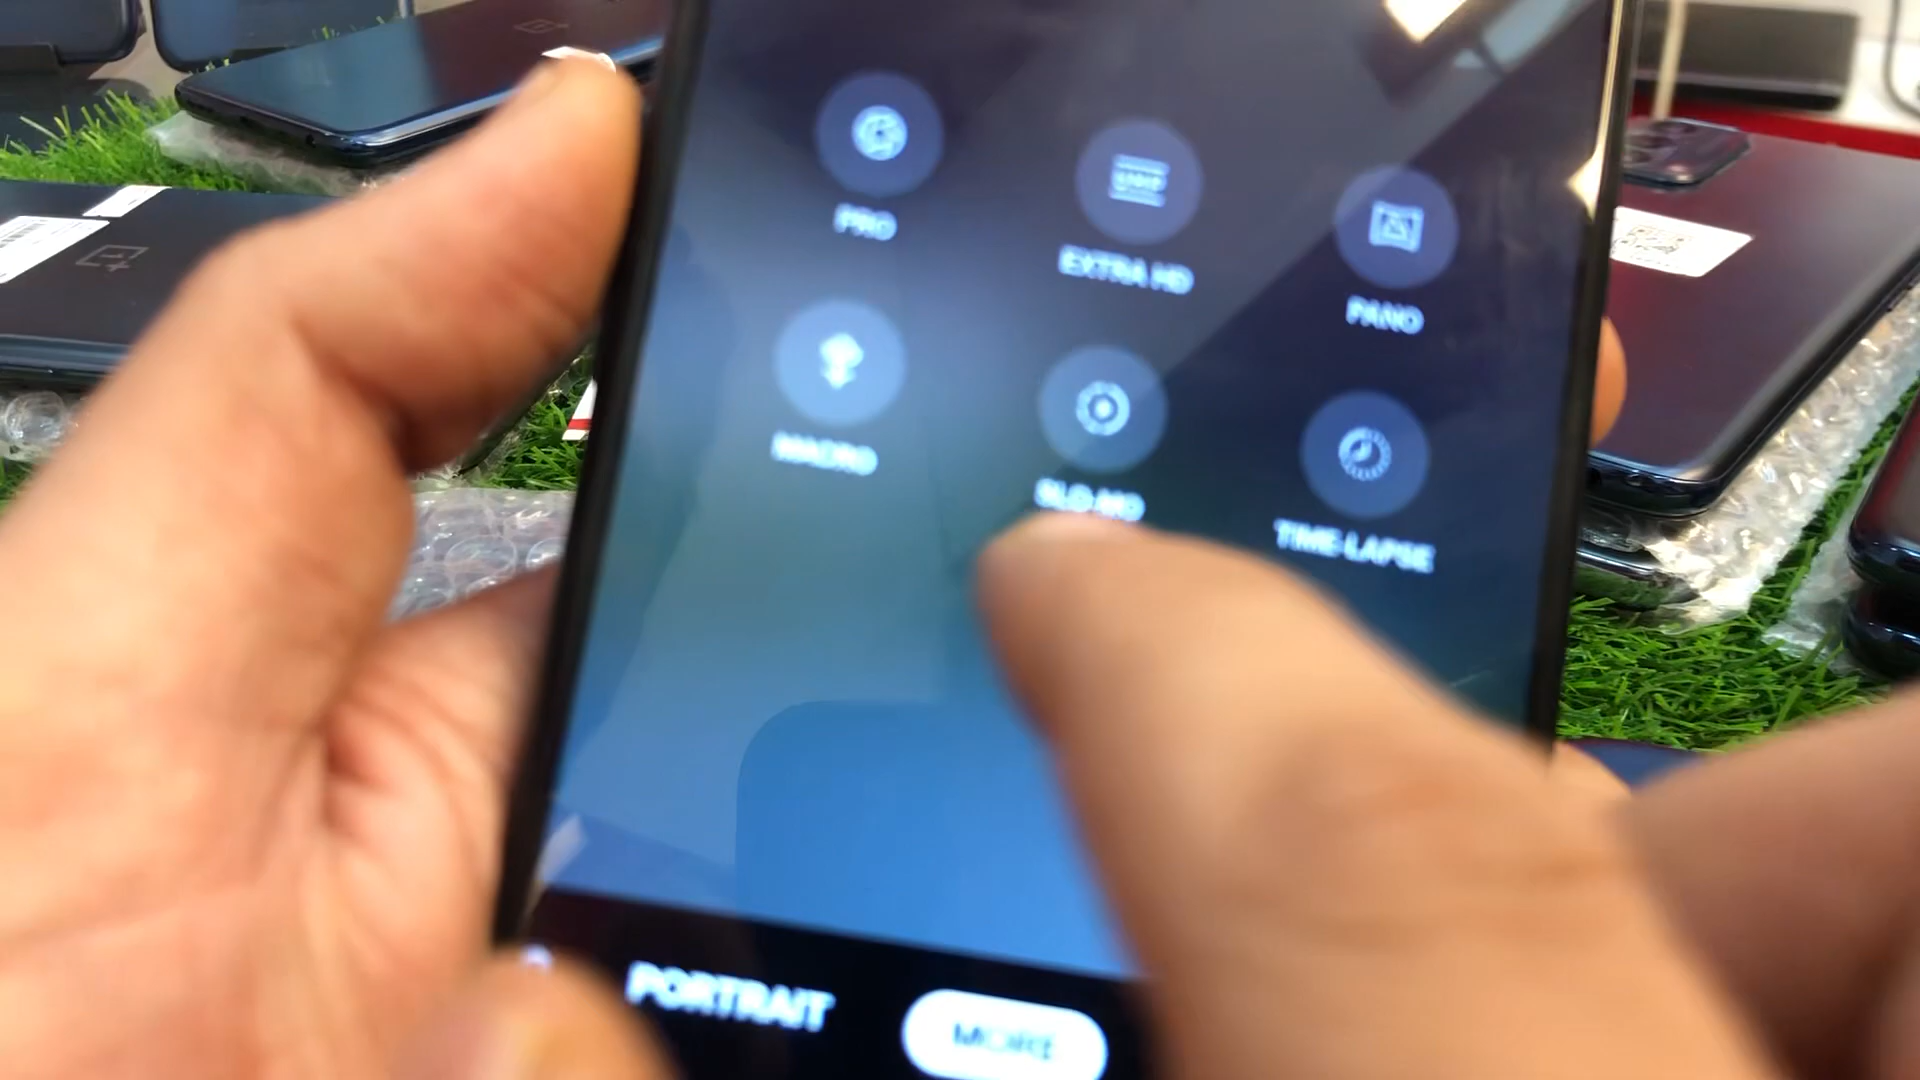 PRO
EXTRA HD
PANO
MACRO
SLO-MO
TIME-LAPSE
PORTRAIT
MORE